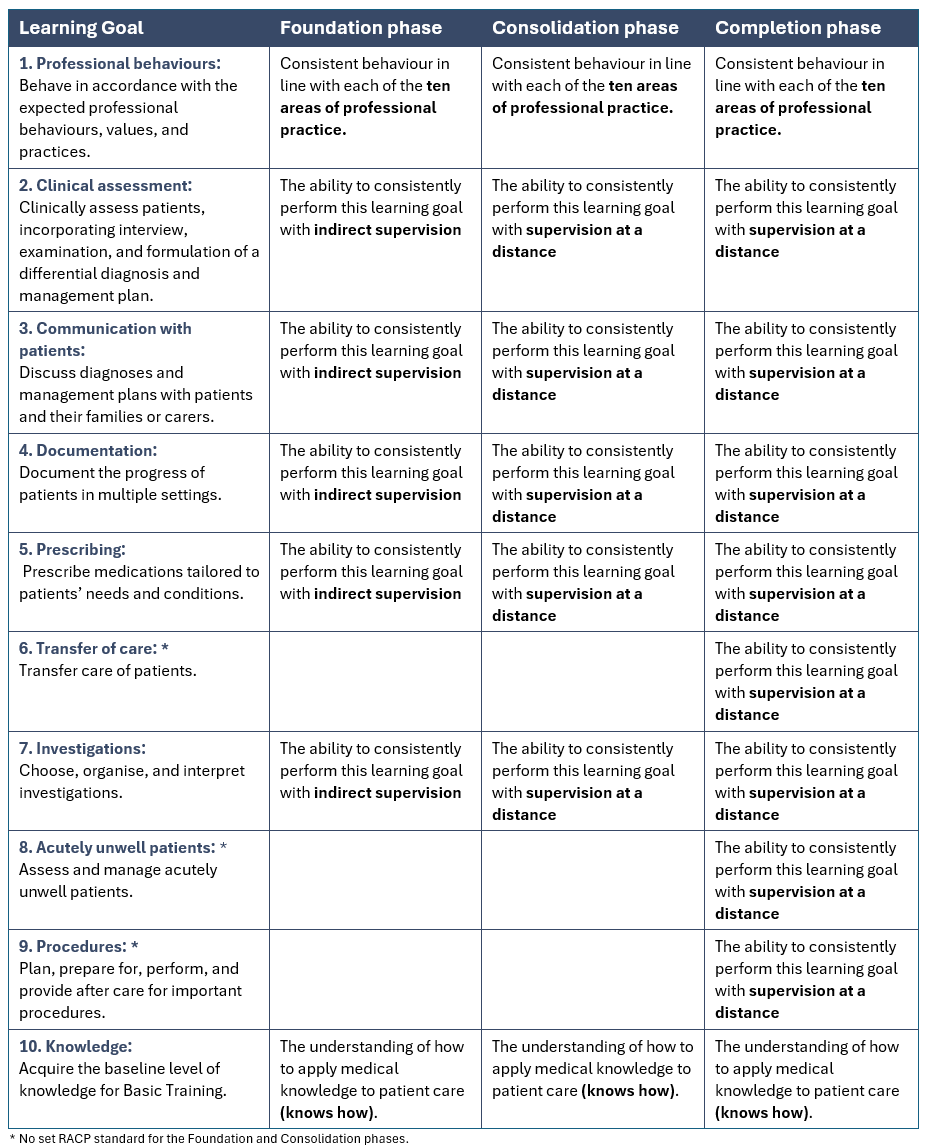 Learning Goal
Foundation phase
Consolidation phase
Completion phase
1. Professional behaviours:
Behave in accordance with the
expected professional
behaviours, values, and
practices.
Consistent behaviour in
line with each of the ten
areas of professional
practice.
Consistent behaviour in line
with each of the ten areas
of professional practice.
Consistent behaviour in
line with each of the ten
areas of professional
practice.
2. Clinical assessment:
Clinically assess patients,
incorporating interview,
examination, and formulation of a
differential diagnosis and
management plan.
The ability to consistently
perform this learning goal
with indirect supervision
The ability to consistently
perform this learning goal
with supervision at a
distance
The ability to consistently
perform this learning goal
with supervision at a
distance
3. Communication with
patients:
Discuss diagnoses and
management plans with patients
and their families or carers.
The ability to consistently
perform this learning goal
with indirect supervision
The ability to consistently
perform this learning goal
with supervision at a
distance
The ability to consistently
perform this learning goal
with supervision at a
distance
4. Documentation:
Document the progress of
patients in multiple settings.
The ability to consistently
perform this learning goal
with indirect supervision
The ability to consistently
perform this learning goal
with supervision at a
distance
The ability to consistently
perform this learning goal
with supervision at a
distance
5. Prescribing:
Prescribe medications tailored to
patients’ needs and conditions.
The ability to consistently
perform this learning goal
with indirect supervision
The ability to consistently
perform this learning goal
with supervision at a
distance
The ability to consistently
perform this learning goal
with supervision at a
distance
6. Transfer of care: *
Transfer care of patients.
The ability to consistently
perform this learning goal
with supervision at a
distance
7. Investigations:
Choose, organise, and interpret
investigations.
The ability to consistently
perform this learning goal
with indirect supervision
The ability to consistently
perform this learning goal
with supervision at a
distance
The ability to consistently
perform this learning goal
with supervision at a
distance
8. Acutely unwell patients: *
Assess and manage acutely
unwell patients.
The ability to consistently
perform this learning goal
with supervision at a
distance
9. Procedures: *
Plan, prepare for, perform, and
provide after care for important
procedures.
The ability to consistently
perform this learning goal
with supervision at a
distance
10. Knowledge:
Acquire the baseline level of
knowledge for Basic Training.
The understanding of how
to apply medical
knowledge to patient care
(knows how).
The understanding of how to
apply medical knowledge to
patient care (knows how).
The understanding of how
to apply medical
knowledge to patient care
(knows how).
* No set RACP standard for the Foundation and Consolidation phases.